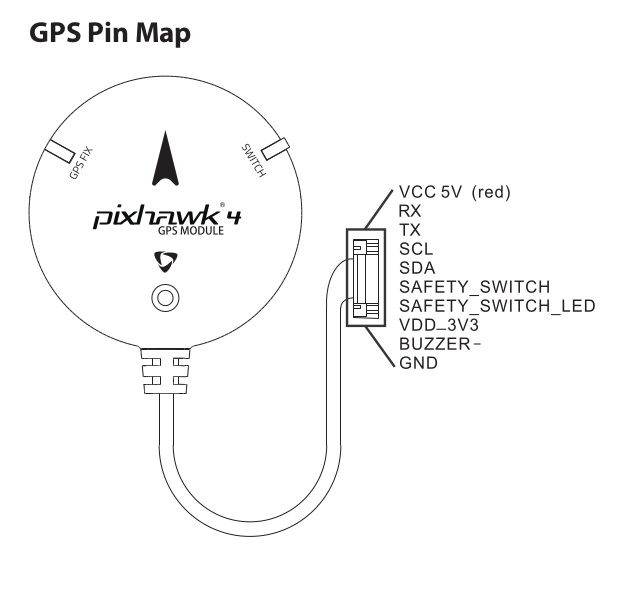 GPS Pin Map
GPS FIX
SWITCH
pixhawk® 4
GPS MODULE
VCC 5V (red)
RX
TX
SCL
SDA
SAFETY_SWITCH
SAFETY_SWITCH_LED
VDD_3V3
BUZZER-
GND